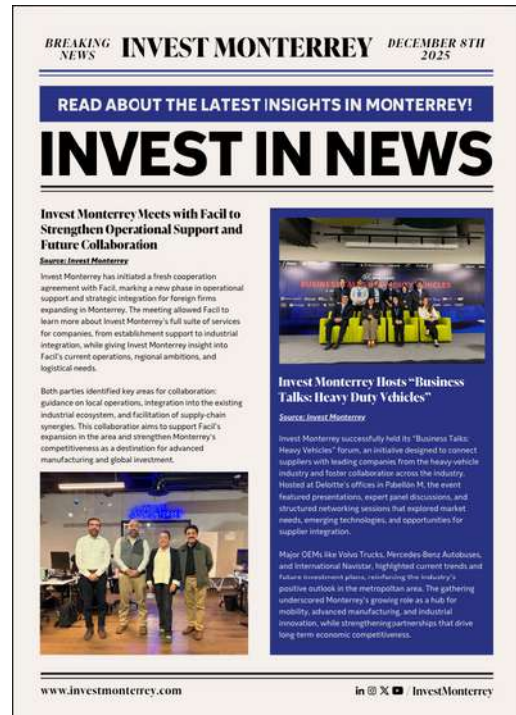 BREAKING
NEWS
INVEST MONTERREY
DECEMBER 8TH
2025
READ ABOUT THE LATEST INSIGHTS IN MONTERREY!
INVEST IN NEWS
Invest Monterrey Meets with Facil to
Strengthen Operational Support and
Future Collaboration
Source: Invest Monterrey
Invest Monterrey has initiated a fresh cooperation
agreement with Facil, marking a new phase in operational
support and strategic integration for foreign firms
expanding in Monterrey. The meeting allowed Facil to
learn more about Invest Monterrey's full suite of services
for companies, from establishment support to industrial
integration, while giving Invest Monterrey insight into
Facil's current operations, regional ambitions, and
logistical needs.
Both parties identified key areas for collaboration:
guidance on local operations, integration into the existing
industrial ecosystem, and facilitation of supply-chain
synergies. This collaboration aims to support Facil's
expansion in the area and strengthen Monterrey's
competitiveness as a destination for advanced
manufacturing and global investment.
Invest Monterrey Hosts "Business
Talks: Heavy Duty Vehicles"
Source: Invest Monterrey
Invest Monterrey successfully held its "Business Talks:
Heavy Vehicles" forum, an initiative designed to connect
suppliers with leading companies from the heavy-vehicle
industry and foster collaboration across the industry.
Hosted at Deloitte's offices in Pabellón M, the event
featured presentations, expert panel discussions, and
structured networking sessions that explored market
needs, emerging technologies, and opportunities for
supplier integration.
Major OEMs like Volvo Trucks, Mercedes-Benz Autobuses,
and International Navistar, highlighted current trends and
future investment plans, reinforcing the industry's
positive outlook in the metropolitan area. The gathering
underscored Monterrey's growing role as a hub for
mobility, advanced manufacturing, and industrial
innovation, while strengthening partnerships that drive
long-term economic competitiveness.
www.investmonterrey.com
/ InvestMonterrey